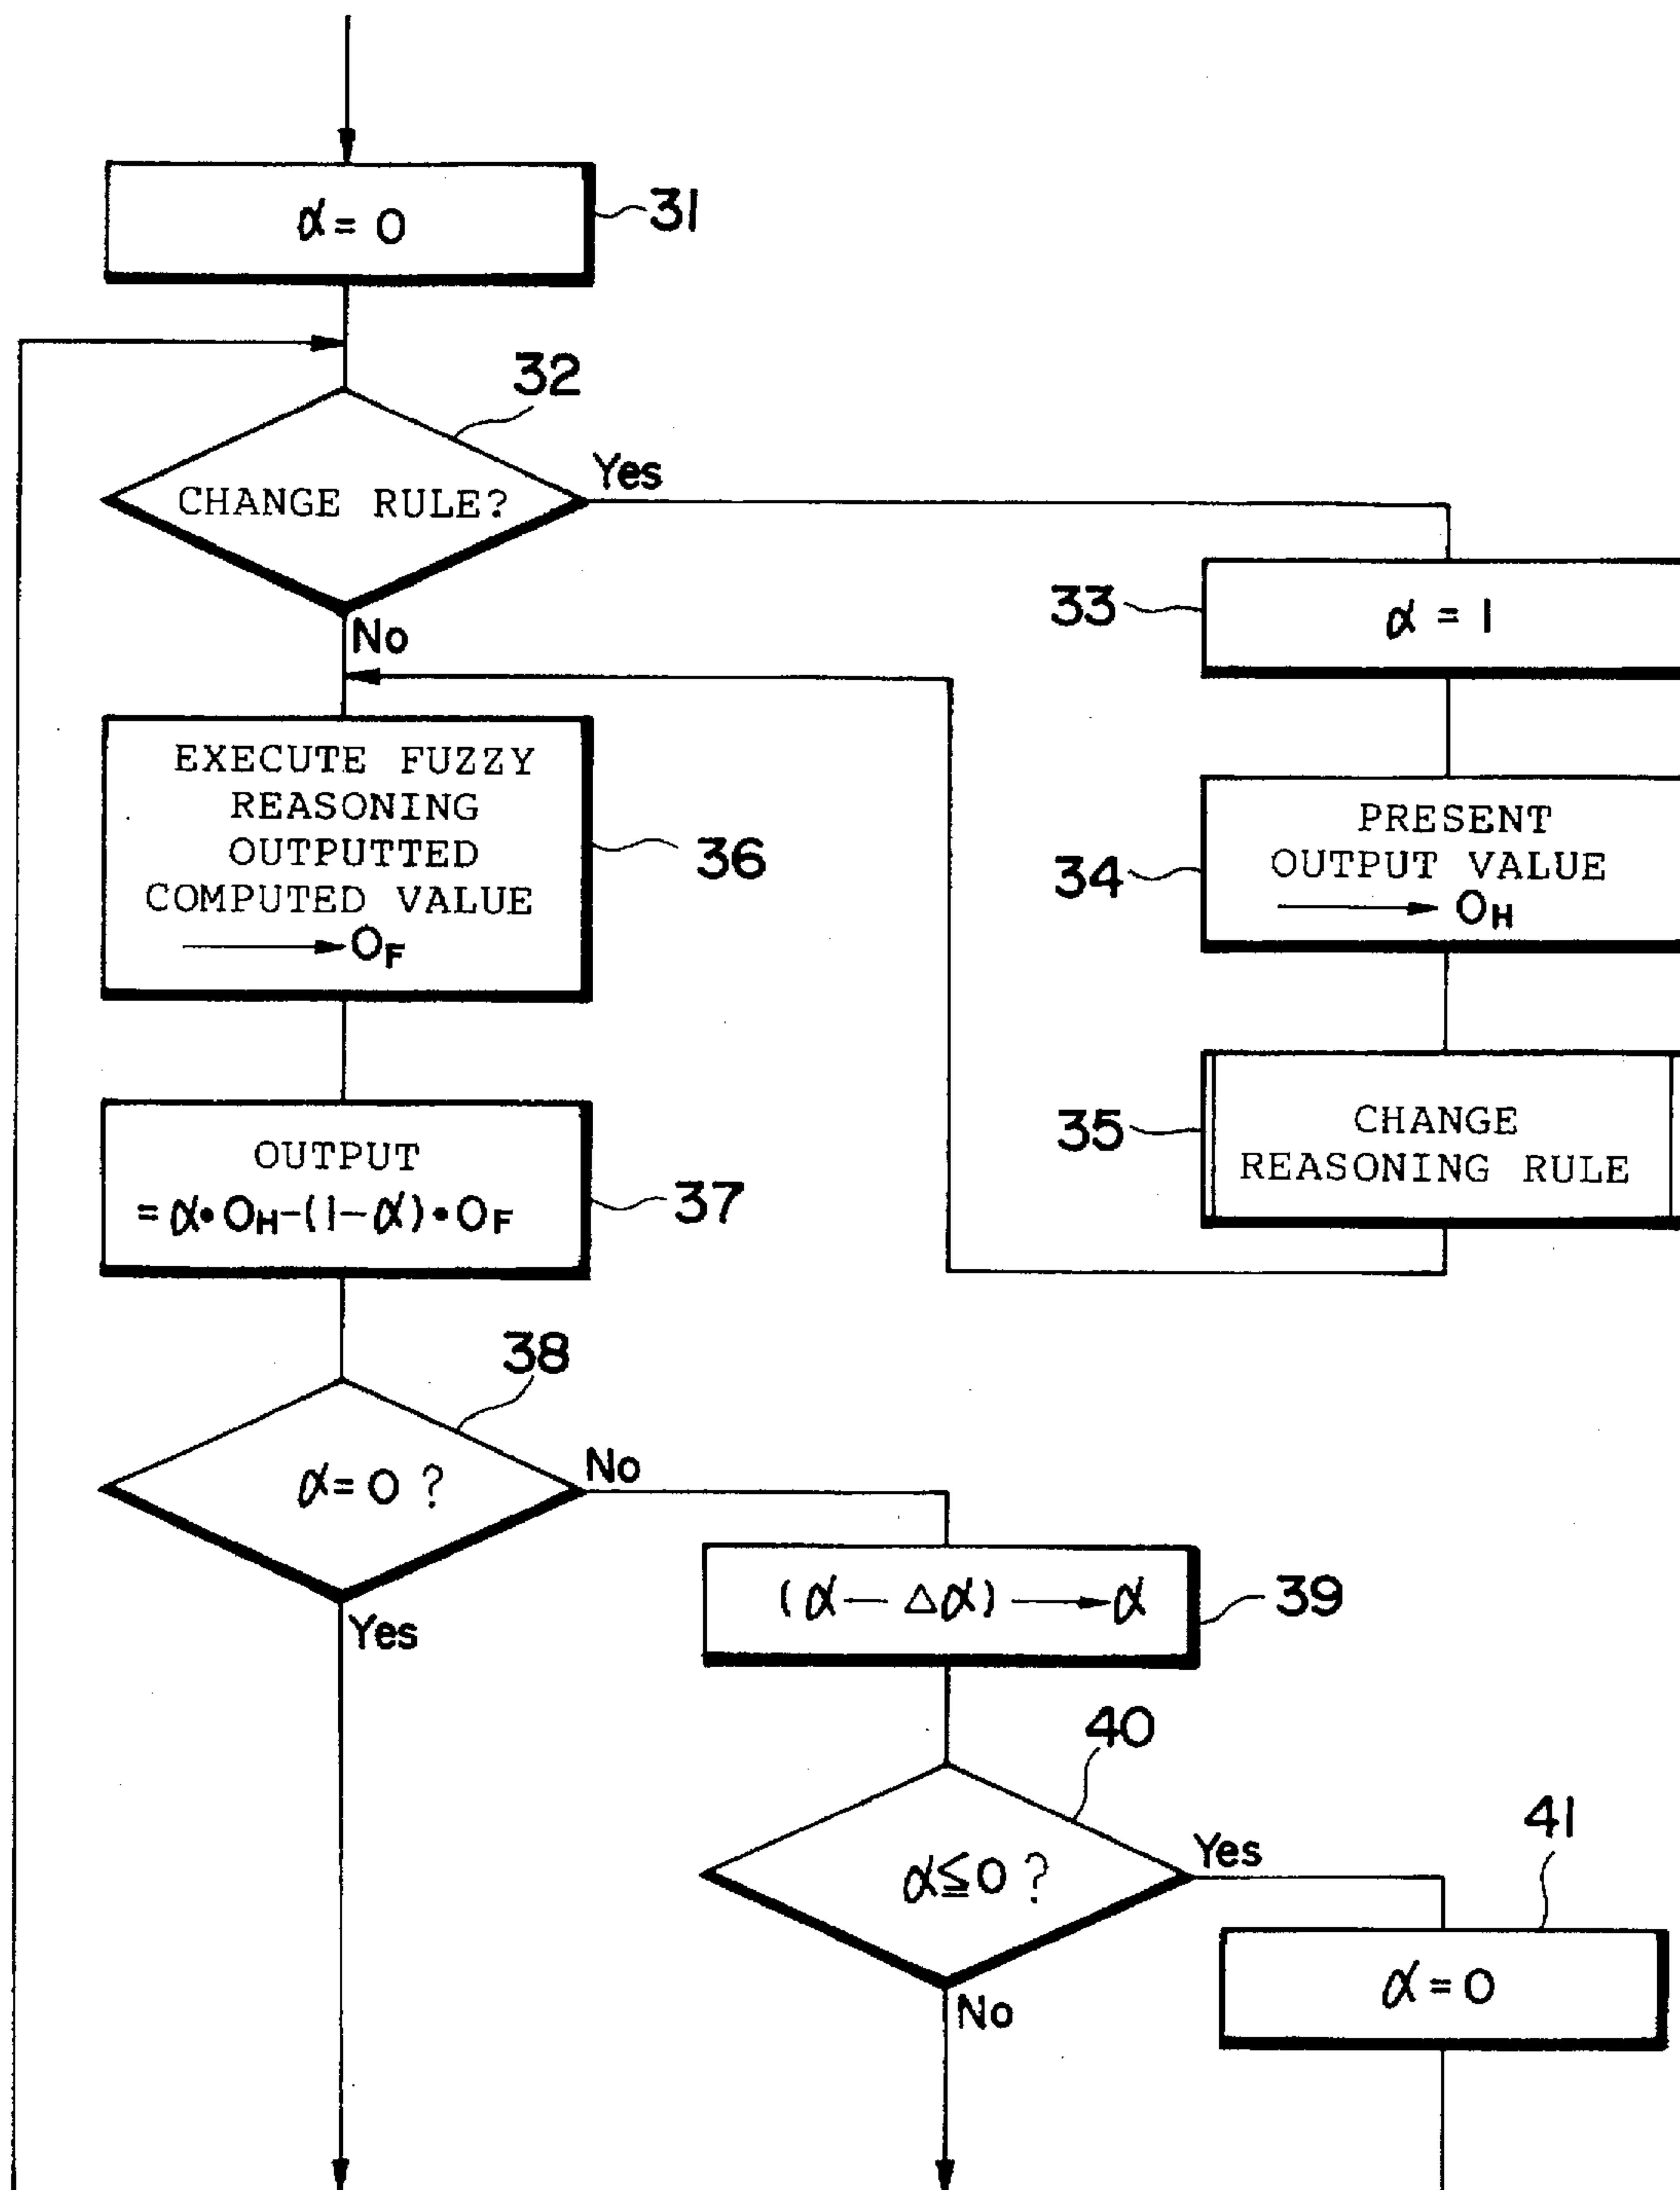 α = 0
31
32
CHANGE RULE?
Yes
No
33
α = 1
34
PRESENT
OUTPUT VALUE
→ OH
35
CHANGE
REASONING RULE
EXECUTE FUZZY
REASONING
OUTPUTTED
COMPUTED VALUE
→ OF
36
OUTPUT
= α•OH-(1-α)•OF
37
38
α = 0 ?
No
Yes
(α - Δα) → α
39
40
α ≦ 0 ?
Yes
No
41
α = 0